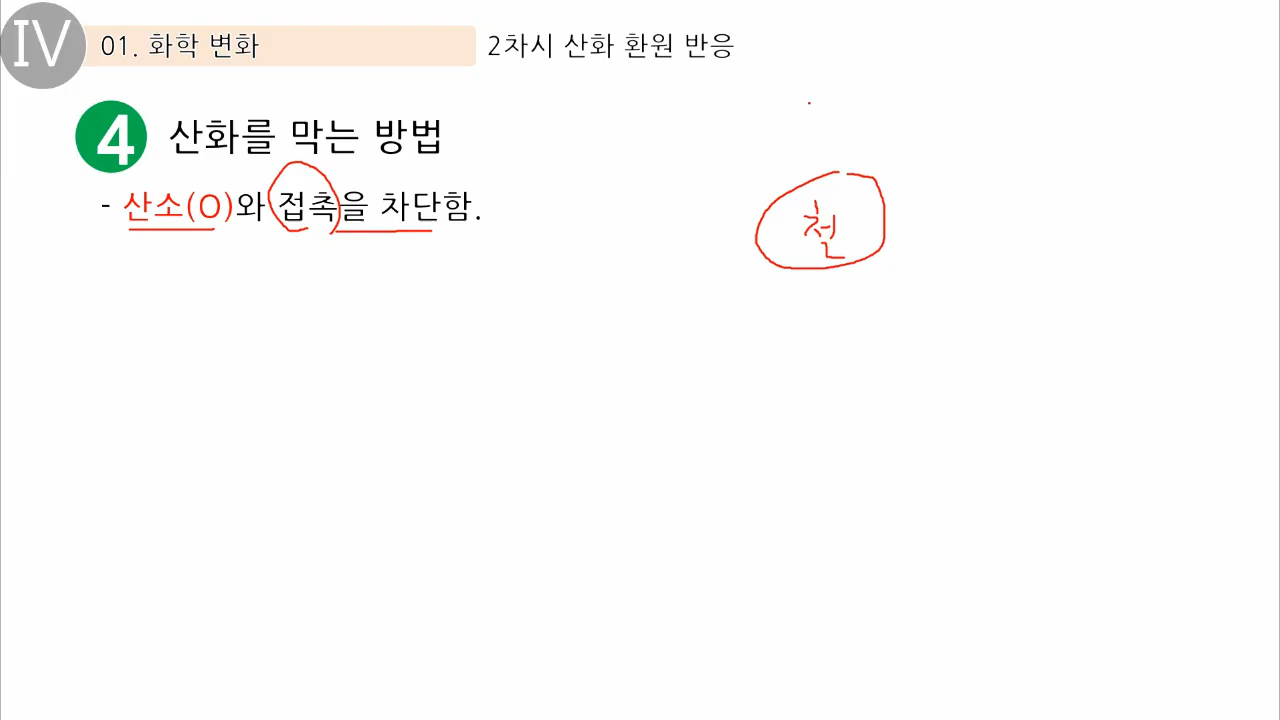 IV 01. 화학 변화 2차시 산화 환원 반응
4 산화를 막는 방법
- 산소(O)와 접촉을 차단함.
철